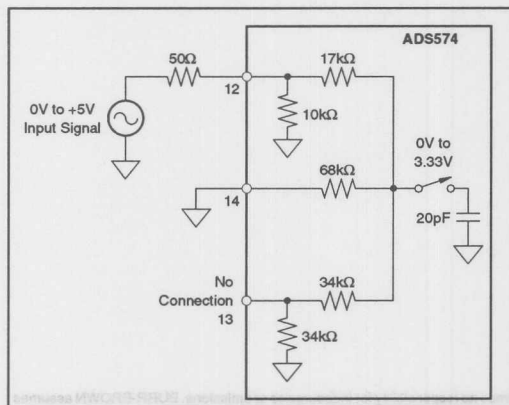 ADS574
50Ω
17kΩ
12
0V to +5V
Input Signal
10kΩ
0V to
3.33V
68kΩ
14
20pF
No
Connection
13
34kΩ
34kΩ